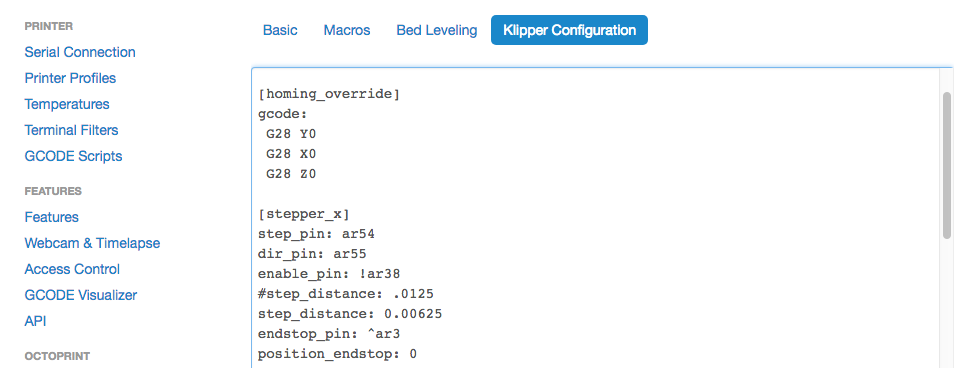 PRINTER
Serial Connection
Printer Profiles
Temperatures
Terminal Filters
GCODE Scripts
FEATURES
Features
Webcam & Timelapse
Access Control
GCODE Visualizer
API
OCTOPRINT
Basic Macros Bed Leveling Klipper Configuration
[homing_override]
gcode:
G28 Y0
G28 X0
G28 Z0
[stepper_x]
step_pin: ar54
dir_pin: ar55
enable_pin: !ar38
#step_distance: .0125
step_distance: 0.00625
endstop_pin: ^ar3
position_endstop: 0